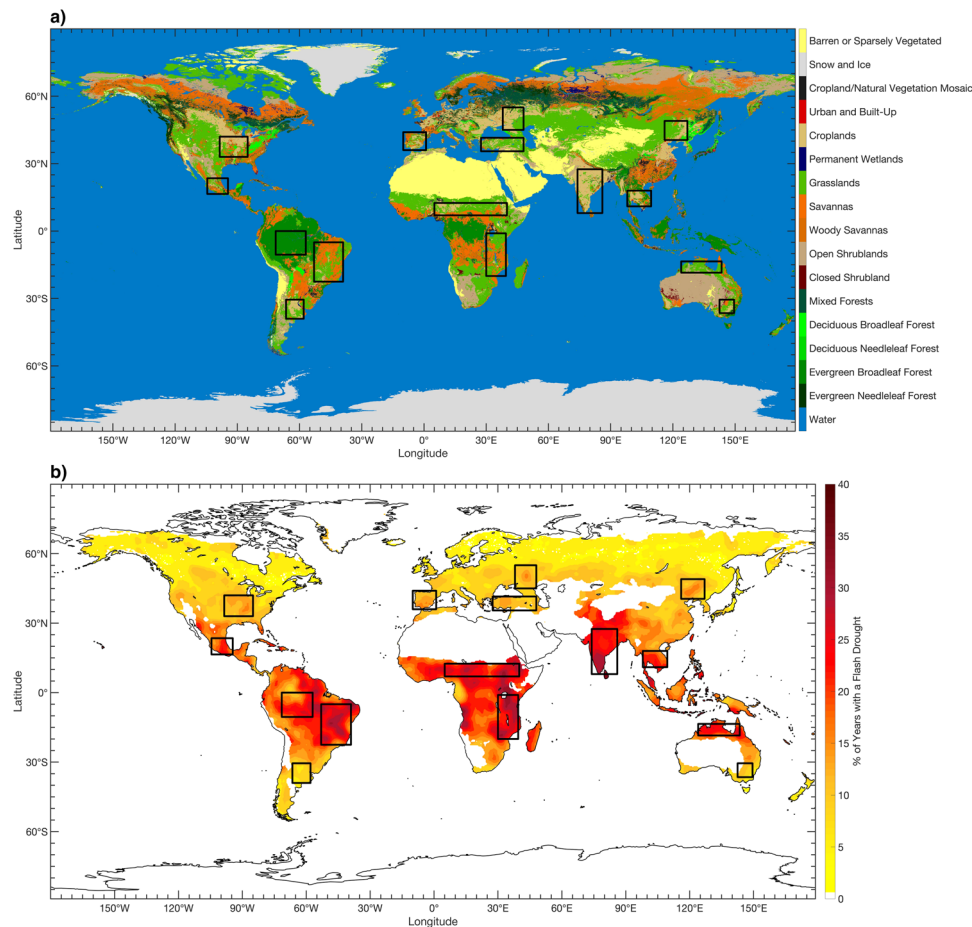 a)
60°N
30°N
0°
30°S
60°S
Latitude
150°W
120°W
90°W
60°W
30°W
0°
30°E
60°E
90°E
120°E
150°E
Longitude
Barren or Sparsely Vegetated
Snow and Ice
Cropland/Natural Vegetation Mosaic
Urban and Built-Up
Croplands
Permanent Wetlands
Grasslands
Savannas
Woody Savannas
Open Shrublands
Closed Shrubland
Mixed Forests
Deciduous Broadleaf Forest
Deciduous Needleleaf Forest
Evergreen Broadleaf Forest
Evergreen Needleleaf Forest
Water
b)
60°N
30°N
0°
30°S
60°S
Latitude
150°W
120°W
90°W
60°W
30°W
0°
30°E
60°E
90°E
120°E
150°E
Longitude
40
35
30
25
20
15
10
5
0
% of Years with a Flash Drought